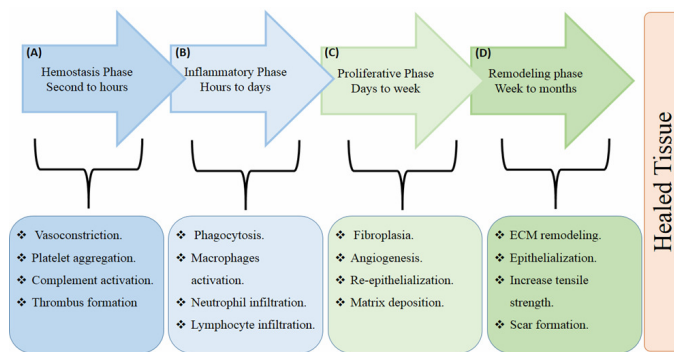 (A)
Hemostasis Phase
Second to hours
(B)
Inflammatory Phase
Hours to days
(C)
Proliferative Phase
Days to week
(D)
Remodeling phase
Week to months
❖ Vasoconstriction.
❖ Platelet aggregation.
❖ Complement activation.
❖ Thrombus formation
❖ Phagocytosis.
❖ Macrophages
activation.
❖ Neutrophil infiltration.
❖ Lymphocyte infiltration.
❖ Fibroplasia.
❖ Angiogenesis.
❖ Re-epithelialization.
❖ Matrix deposition.
❖ ECM remodeling.
❖ Epithelialization.
❖ Increase tensile
strength.
❖ Scar formation.
Healed Tissue